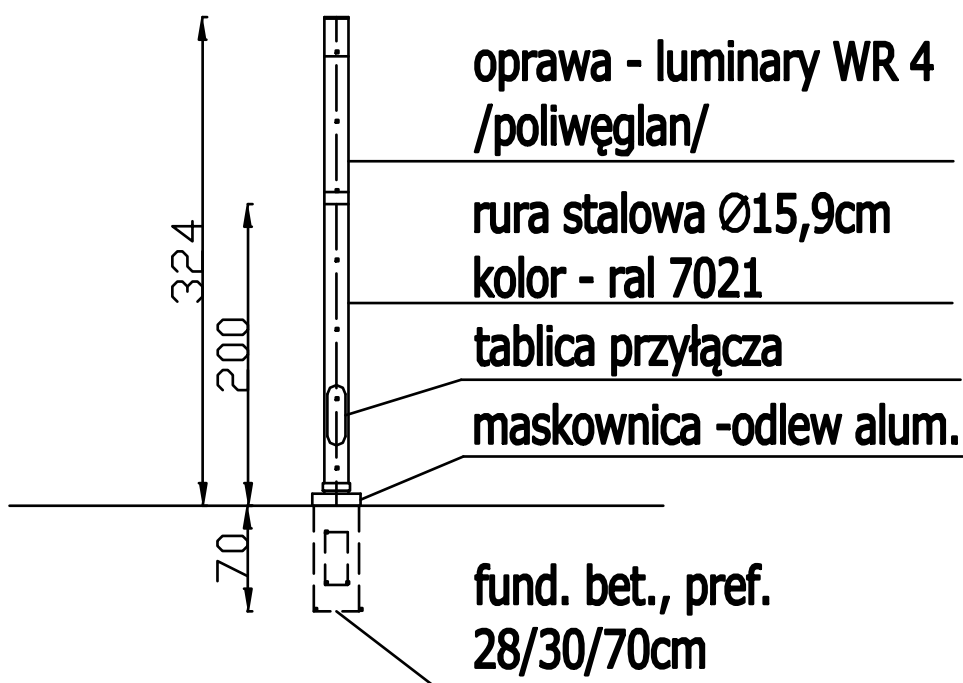 oprawa - luminary WR 4
/poliwęglan/
rura stalowa Ø15,9cm
kolor - ral 7021
tablica przyłącza
maskownica -odlew alum.
fund. bet., pref.
28/30/70cm
324
200
70